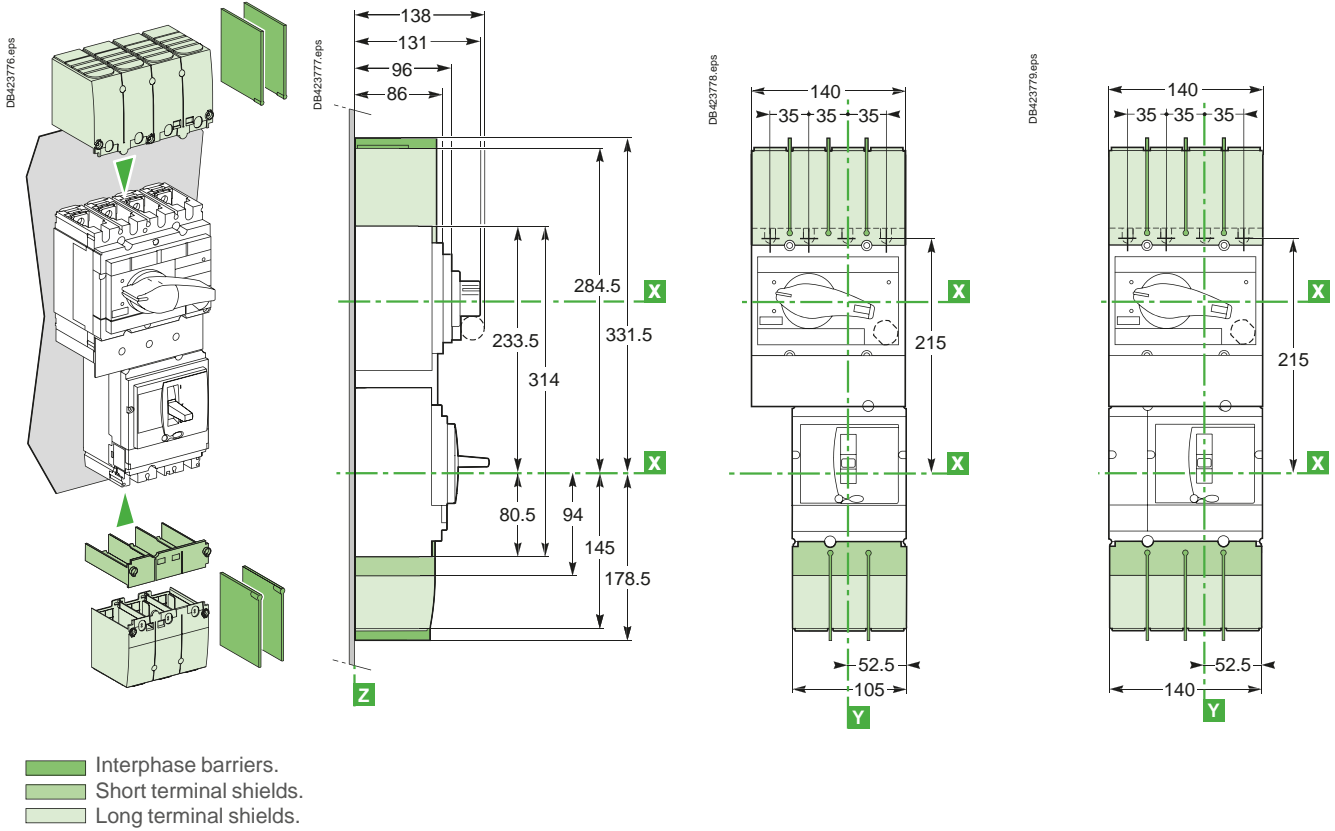 DB423776.eps
DB423777.eps
138
131
96
86
284.5
X
233.5
331.5
314
X
80.5
94
145
178.5
Z
DB423778.eps
140
35 35 35
X
215
X
52.5
105
Y
DB423779.eps
140
35 35 35
X
215
X
52.5
140
Y
Interphase barriers.
Short terminal shields.
Long terminal shields.